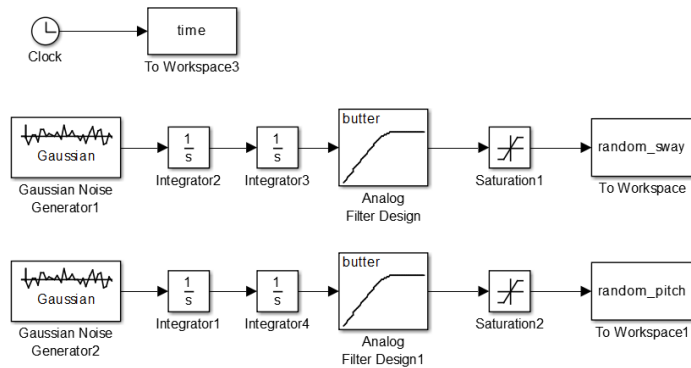 time
Clock
To Workspace3
butter
Gaussian
1
s
1
s
random_sway
Gaussian Noise
Generator1
Integrator2
Integrator3
Analog
Filter Design
Saturation1
To Workspace
butter
Gaussian
1
s
1
s
random_pitch
Gaussian Noise
Generator2
Integrator1
Integrator4
Analog
Filter Design1
Saturation2
To Workspace1